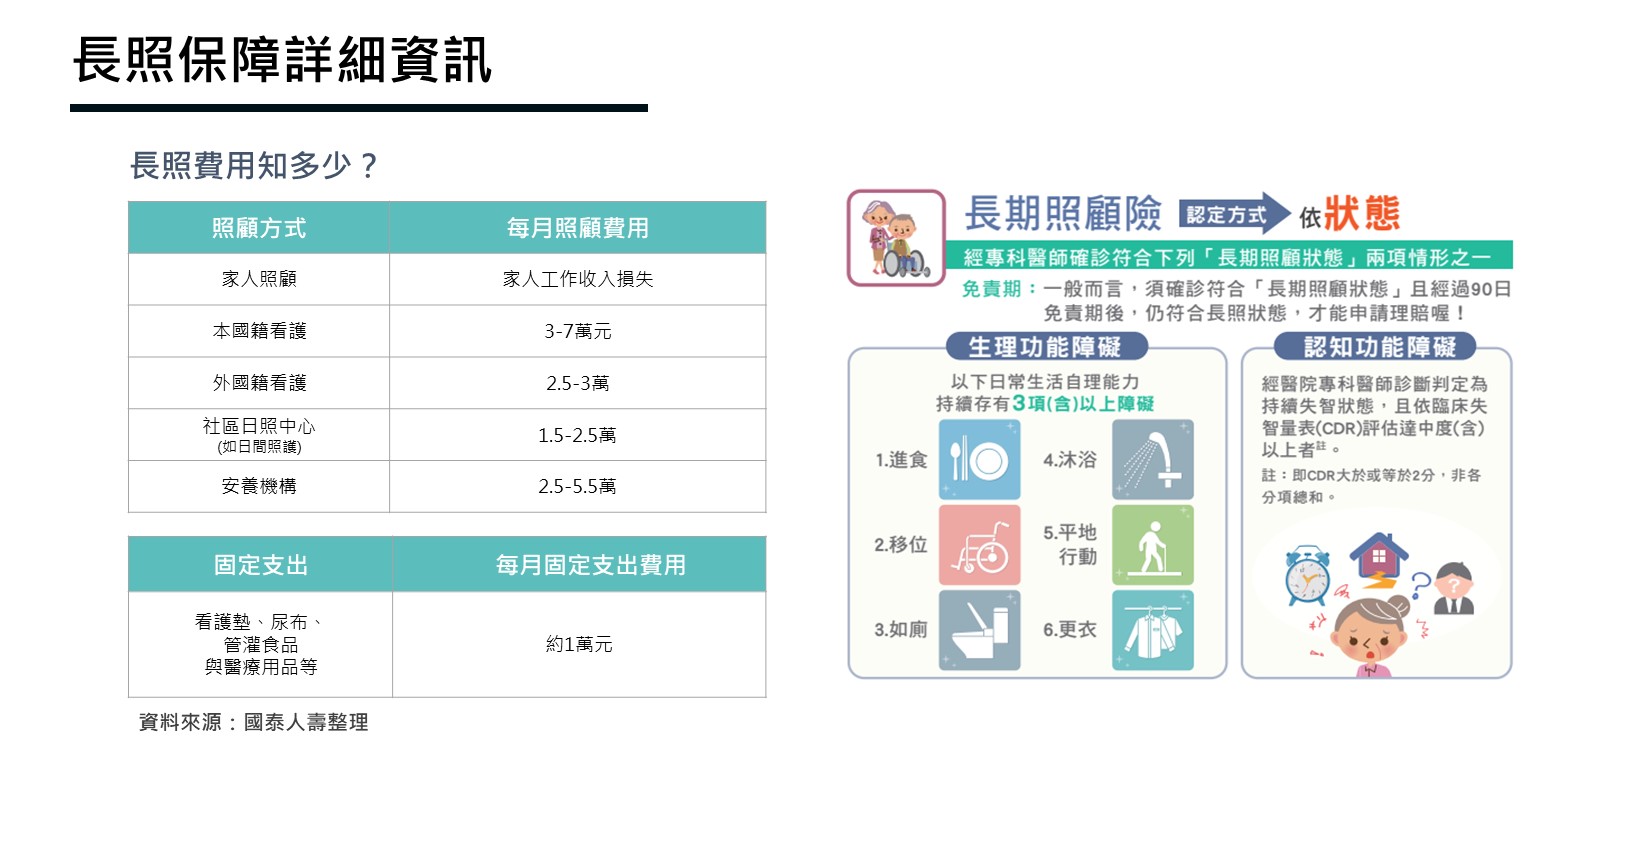 長照保障詳細資訊
長照費用知多少？
照顧方式 每月照顧費用
家人照顧 家人工作收入損失
本國籍看護 3-7萬元
外國籍看護 2.5-3萬
社區日照中心
(如日間照護)
1.5-2.5萬
安養機構 2.5-5.5萬
固定支出 每月固定支出費用
看護墊、尿布、
管灌食品
與醫療用品等
約1萬元
資料來源：國泰人壽整理
長期照顧險 認定方式 依狀態
經專科醫師確診符合下列「長期照顧狀態」兩項情形之一
免責期：一般而言，須確診符合「長期照顧狀態」且經過90日
免責期後，仍符合長照狀態，才能申請理賠喔！
生理功能障礙
以下日常生活自理能力
持續存有3項(含)以上障礙
1.進食
4.沐浴
2.移位
5.平地
行動
3.如廁
6.更衣
認知功能障礙
經醫院專科醫師診斷判定為
持續失智狀態，且依臨床失
智量表(CDR)評估達中度(含)
以上者註。
註：即CDR大於或等於2分，非各
分項總和。
?
?